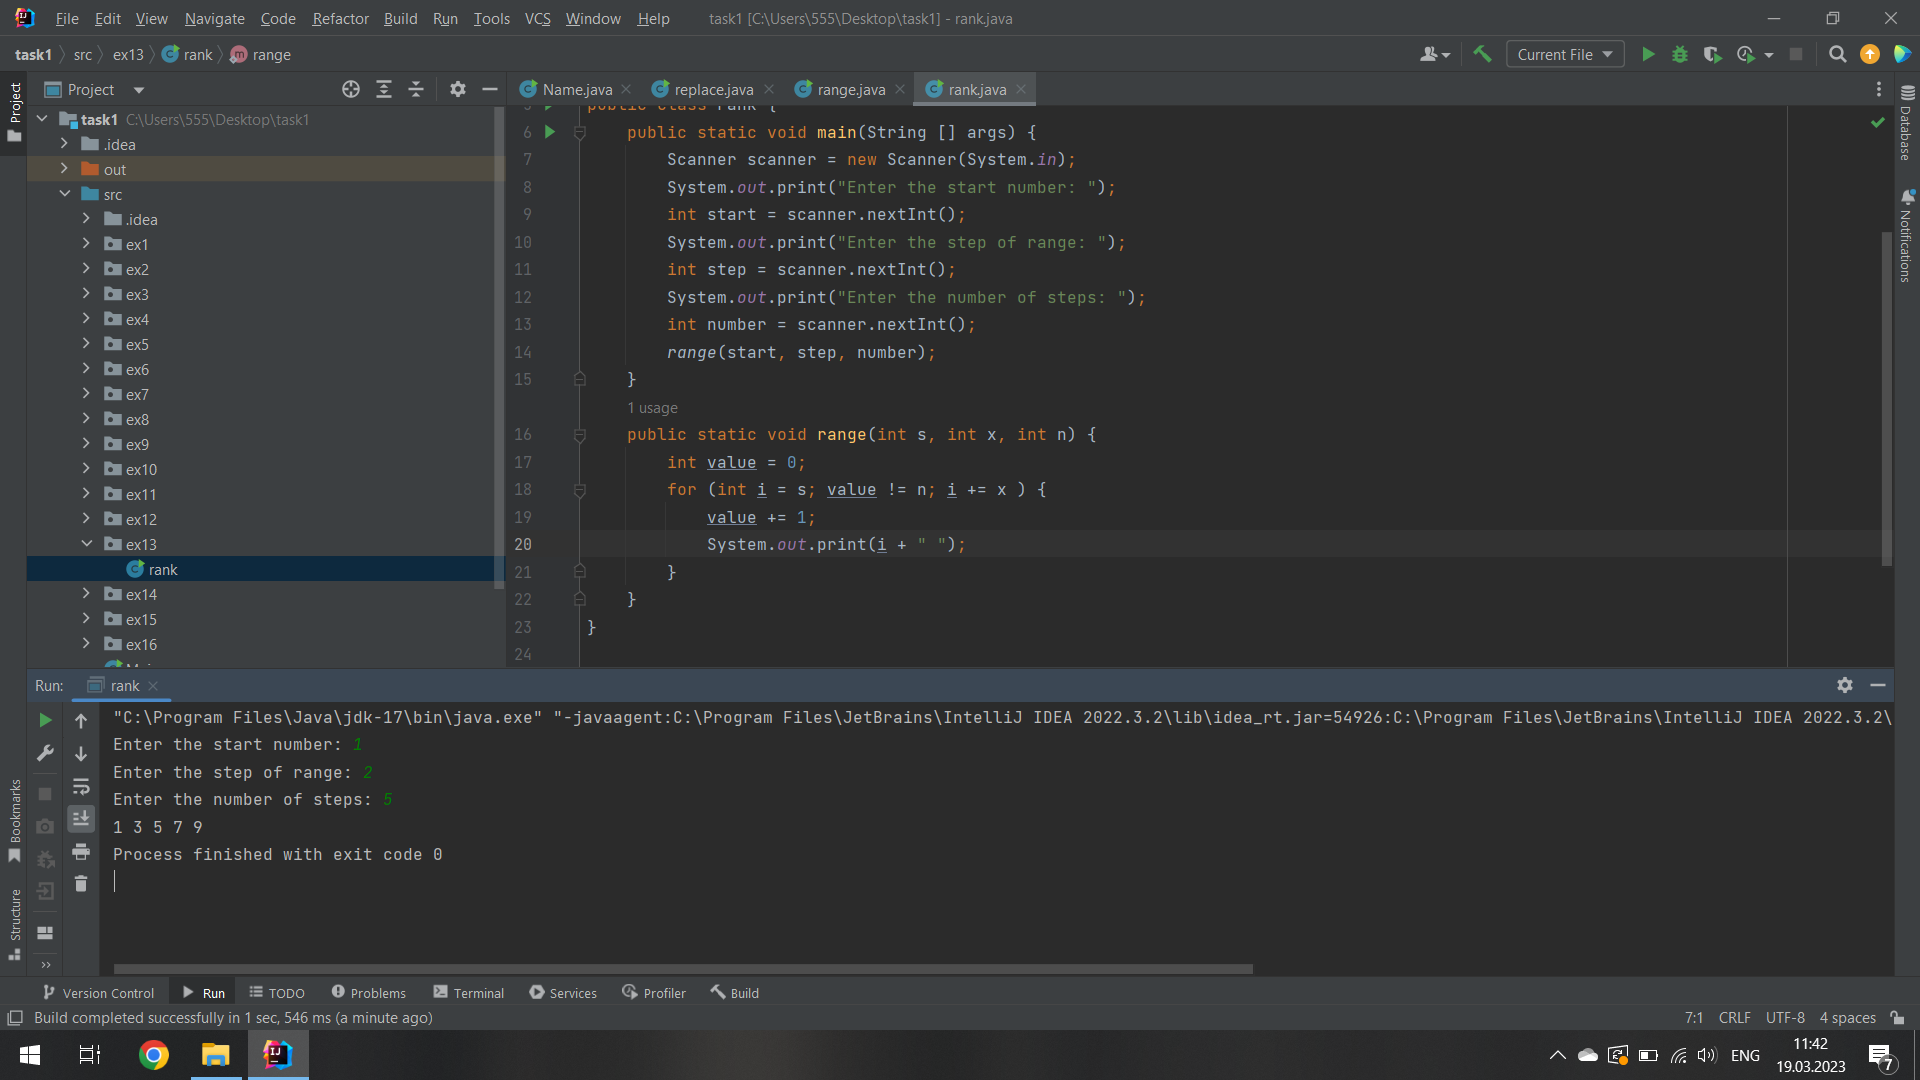 File Edit View Navigate Code Refactor Build Run Tools VCS Window Help task1 [C:\Users\555\Desktop\task1] - rank.java
task1 src ex13 rank range Current File
Project Name.java replace.java range.java rank.java
Project
task1 C:\Users\555\Desktop\task1
.idea
out
src
.idea
ex1
ex2
ex3
ex4
ex5
ex6
ex7
ex8
ex9
ex10
ex11
ex12
ex13
rank
ex14
ex15
ex16
public class rank {
6 public static void main(String [] args) {
7 Scanner scanner = new Scanner(System.in);
8 System.out.print("Enter the start number: ");
9 int start = scanner.nextInt();
10 System.out.print("Enter the step of range: ");
11 int step = scanner.nextInt();
12 System.out.print("Enter the number of steps: ");
13 int number = scanner.nextInt();
14 range(start, step, number);
15 }
1 usage
16 public static void range(int s, int x, int n) {
17 int value = 0;
18 for (int i = s; value != n; i += x ) {
19 value += 1;
20 System.out.print(i + " ");
21 }
22 }
23 }
24
Database
Notifications
Run: rank
"C:\Program Files\Java\jdk-17\bin\java.exe" "-javaagent:C:\Program Files\JetBrains\IntelliJ IDEA 2022.3.2\lib\idea_rt.jar=54926:C:\Program Files\JetBrains\IntelliJ IDEA 2022.3.2\
Enter the start number: 1
Enter the step of range: 2
Enter the number of steps: 5
1 3 5 7 9
Process finished with exit code 0
Bookmarks
Structure
Version Control Run TODO Problems Terminal Services Profiler Build
Build completed successfully in 1 sec, 546 ms (a minute ago) 7:1 CRLF UTF-8 4 spaces
ENG 11:42
19.03.2023 7